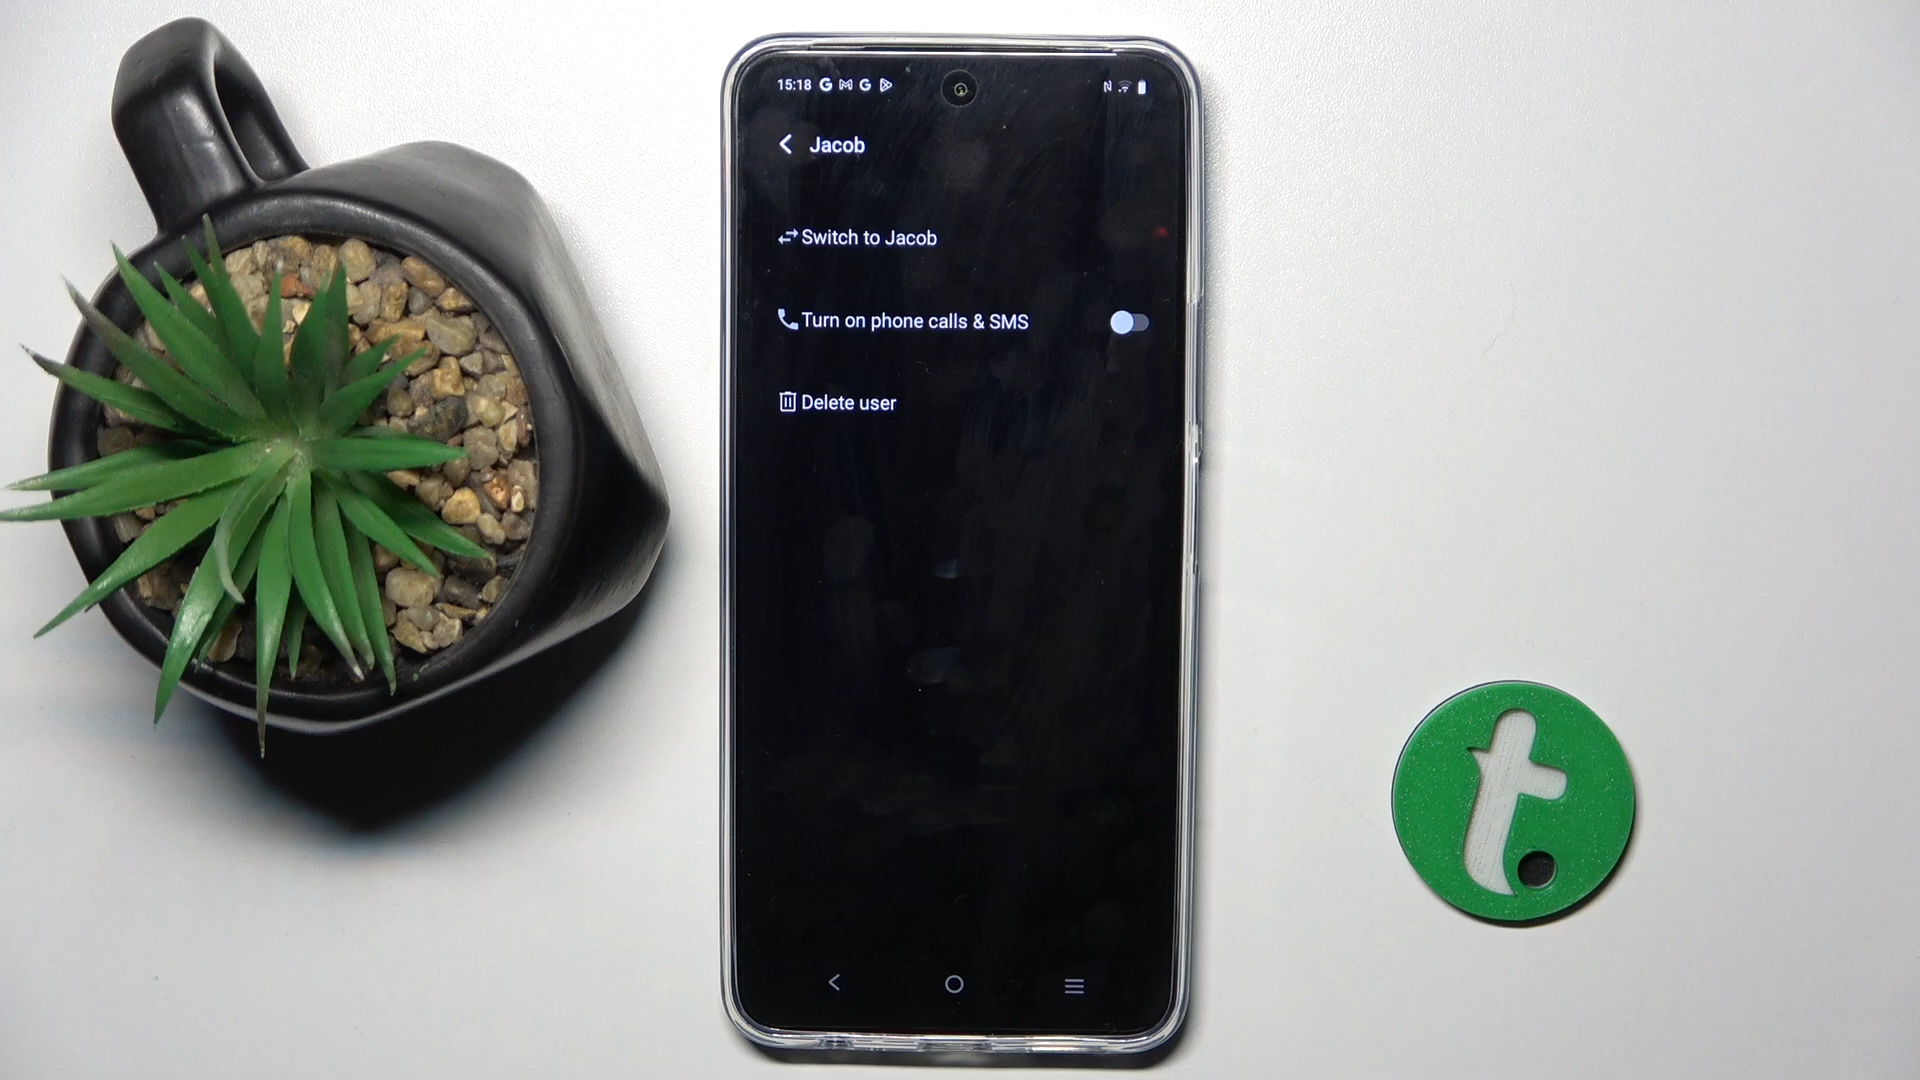 15:18
Jacob
Switch to Jacob
Turn on phone calls & SMS
Delete user
t.